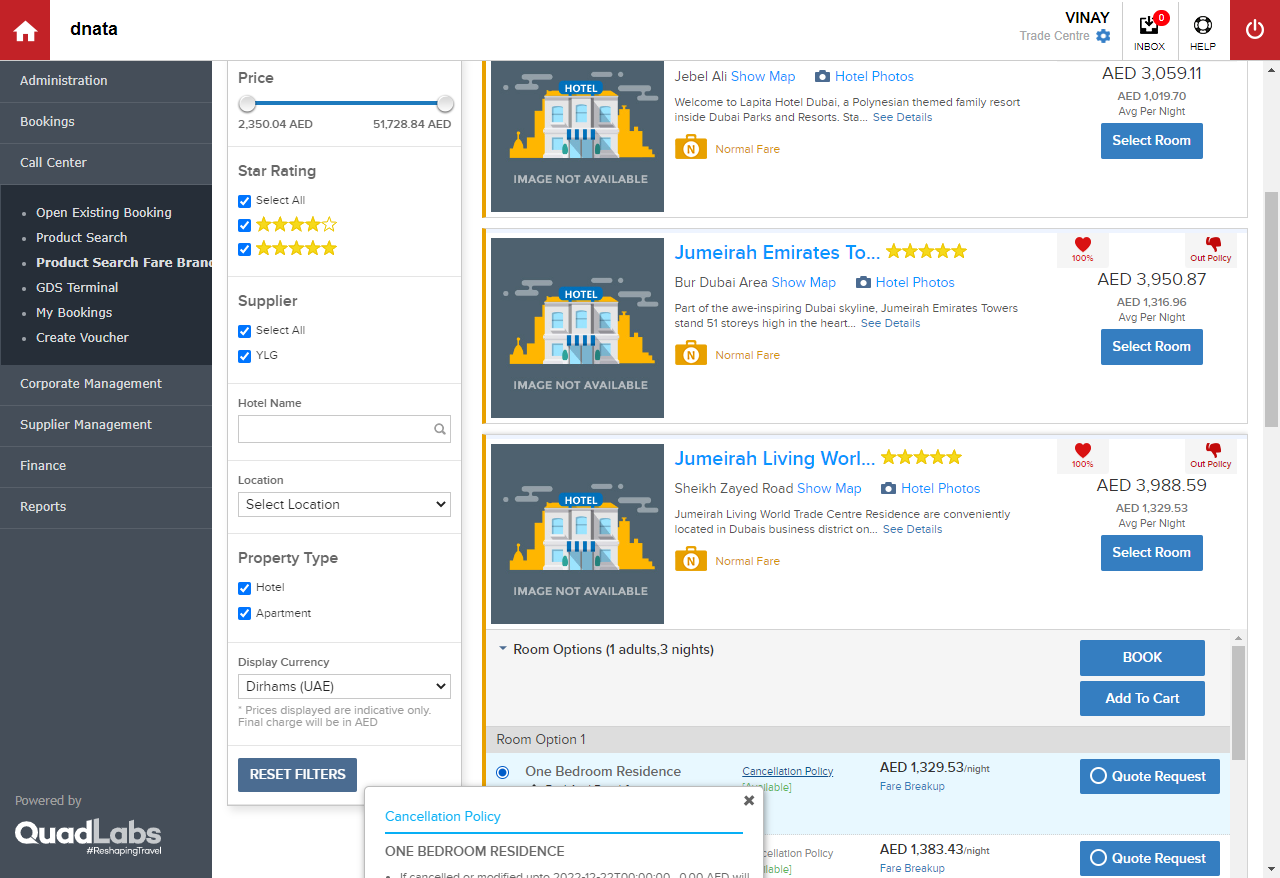 dnata
VINAY
Trade Centre
0
INBOX
HELP
Administration
Bookings
Call Center
Open Existing Booking
Product Search
Product Search Fare Brand
GDS Terminal
My Bookings
Create Voucher
Corporate Management
Supplier Management
Finance
Reports
Powered by
QuadLabs
#ReshapingTravel
Price
2,350.04 AED
51,728.84 AED
Star Rating
Select All
Supplier
Select All
YLG
Hotel Name
Location
Select Location
Property Type
Hotel
Apartment
Display Currency
Dirhams (UAE)
* Prices displayed are indicative only.
Final charge will be in AED
RESET FILTERS
HOTEL
IMAGE NOT AVAILABLE
Jebel Ali Show Map Hotel Photos
Welcome to Lapita Hotel Dubai, a Polynesian themed family resort
inside Dubai Parks and Resorts. Sta... See Details
N Normal Fare
AED 3,059.11
AED 1,019.70
Avg Per Night
Select Room
HOTEL
IMAGE NOT AVAILABLE
Jumeirah Emirates To...
Bur Dubai Area Show Map Hotel Photos
Part of the awe-inspiring Dubai skyline, Jumeirah Emirates Towers
stand 51 storeys high in the heart... See Details
N Normal Fare
100%
Out Policy
AED 3,950.87
AED 1,316.96
Avg Per Night
Select Room
HOTEL
IMAGE NOT AVAILABLE
Jumeirah Living Worl...
Sheikh Zayed Road Show Map Hotel Photos
Jumeirah Living World Trade Centre Residence are conveniently
located in Dubais business district on... See Details
N Normal Fare
100%
Out Policy
AED 3,988.59
AED 1,329.53
Avg Per Night
Select Room
Room Options (1 adults,3 nights)
BOOK
Add To Cart
Room Option 1
One Bedroom Residence
Cancellation Policy
AED 1,329.53/night
Fare Breakup
Quote Request
Cancellation Policy
ONE BEDROOM RESIDENCE
If cancelled or modified upto 2022-12-22T00:00:00 , 0.00 AED will
ncellation Policy
AED 1,383.43/night
Fare Breakup
Quote Request